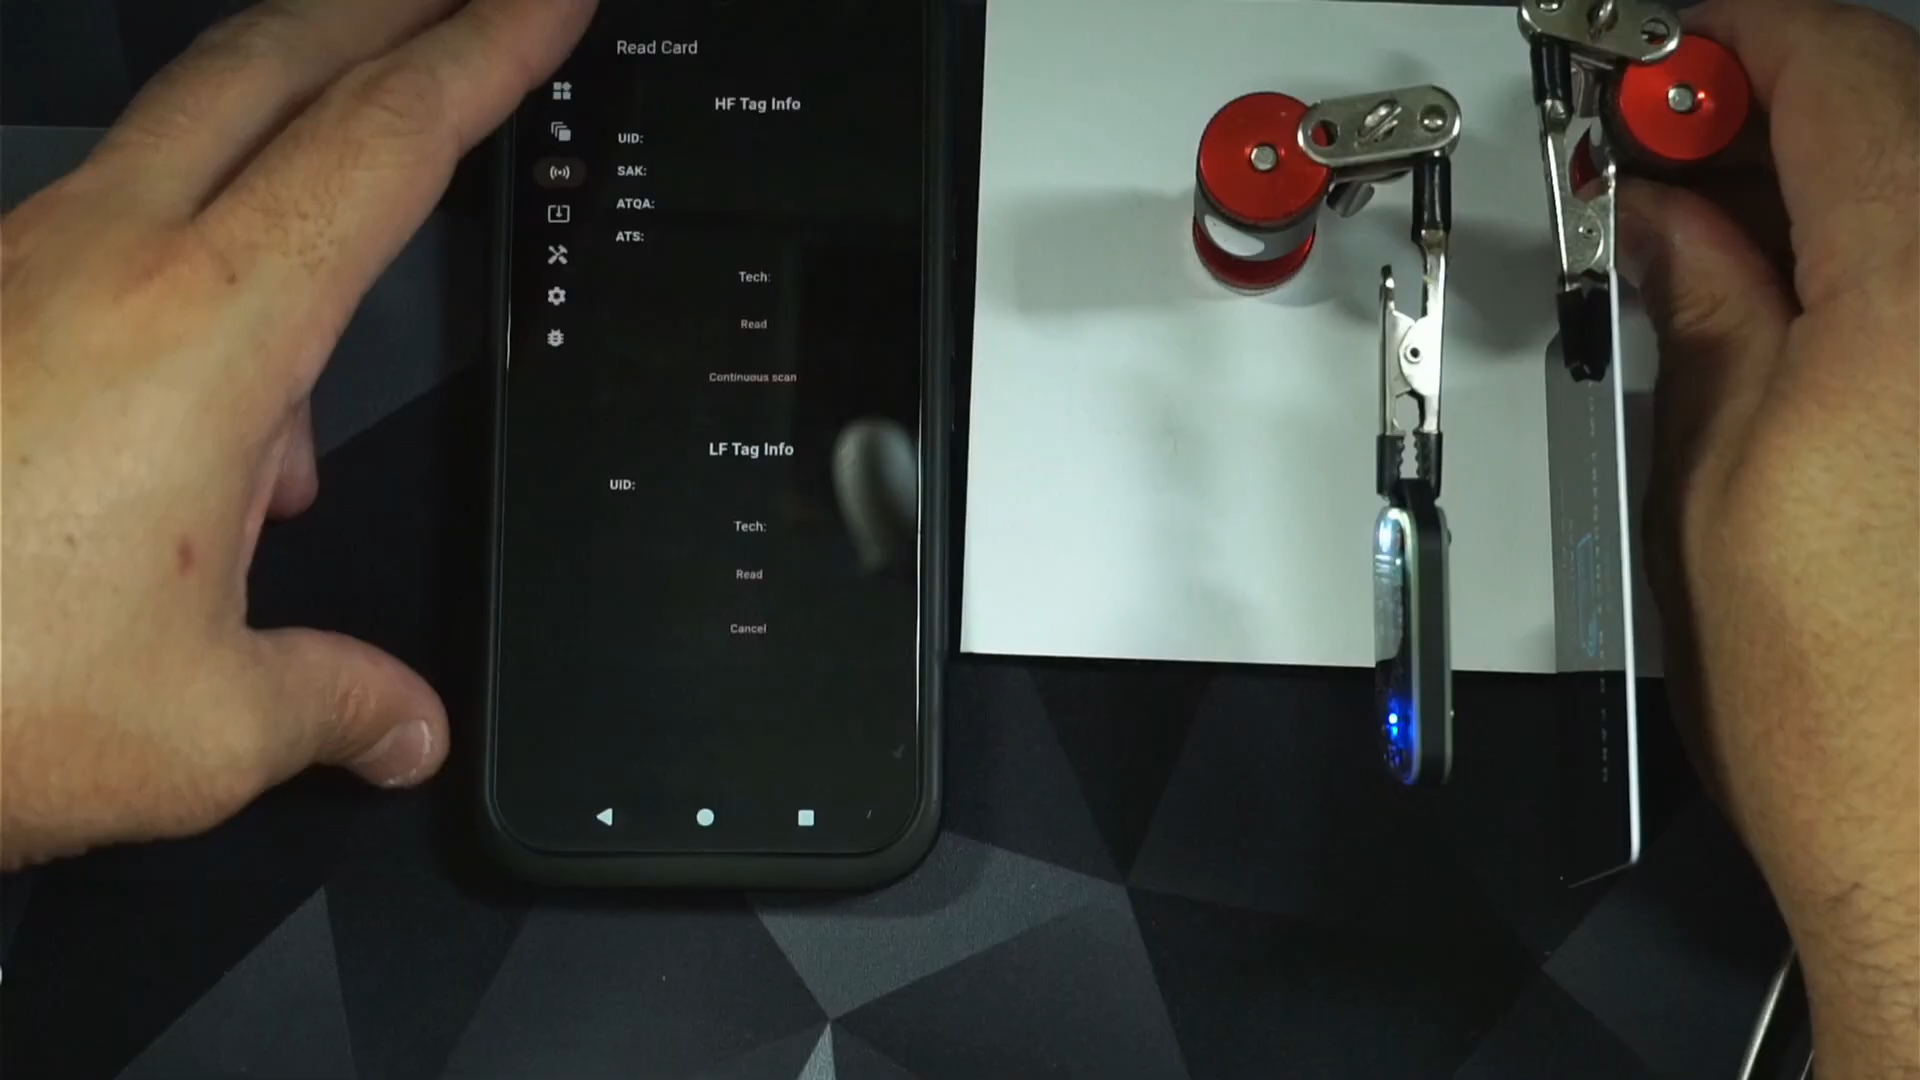 Read Card
HF Tag Info
UID:
SAK:
ATQA:
ATS:
Tech:
Read
Continuous scan
LF Tag Info
UID:
Tech:
Read
Cancel